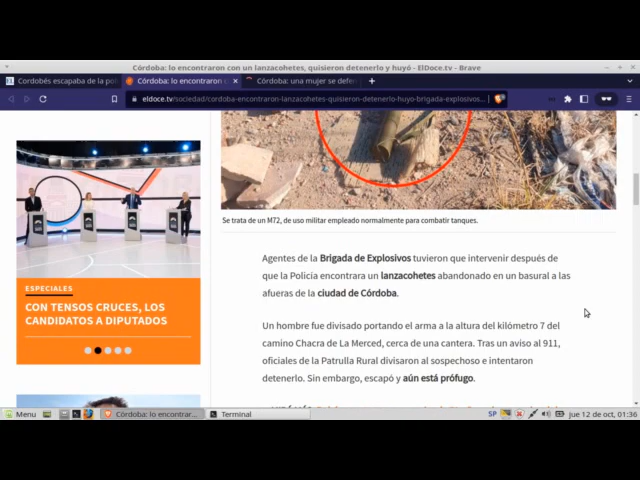 Córdoba: lo encontraron con un lanzacohetes, quisieron detenerlo y huyó - ElDoce.tv - Brave
Cordobés escapaba de la poli
Córdoba: lo encontraron
Córdoba: una mujer se defen
eldoce.tv/sociedad/cordoba-encontraron-lanzacohetes-quisieron-detenerlo-huyo-brigada-explosivos...
Se trata de un M72, de uso militar empleado normalmente para combatir tanques.
Agentes de la Brigada de Explosivos tuvieron que intervenir después de
que la Policía encontrara un lanzacohetes abandonado en un basural a las
afueras de la ciudad de Córdoba.
ESPECIALES
CON TENSOS CRUCES, LOS
CANDIDATOS A DIPUTADOS
Un hombre fue divisado portando el arma a la altura del kilómetro 7 del
camino Chacra de La Merced, cerca de una cantera. Tras un aviso al 911,
oficiales de la Patrulla Rural divisaron al sospechoso e intentaron
detenerlo. Sin embargo, escapó y aún está prófugo.
Menu
Córdoba: lo encontrar...
Terminal
SP
jue 12 de oct, 01:36